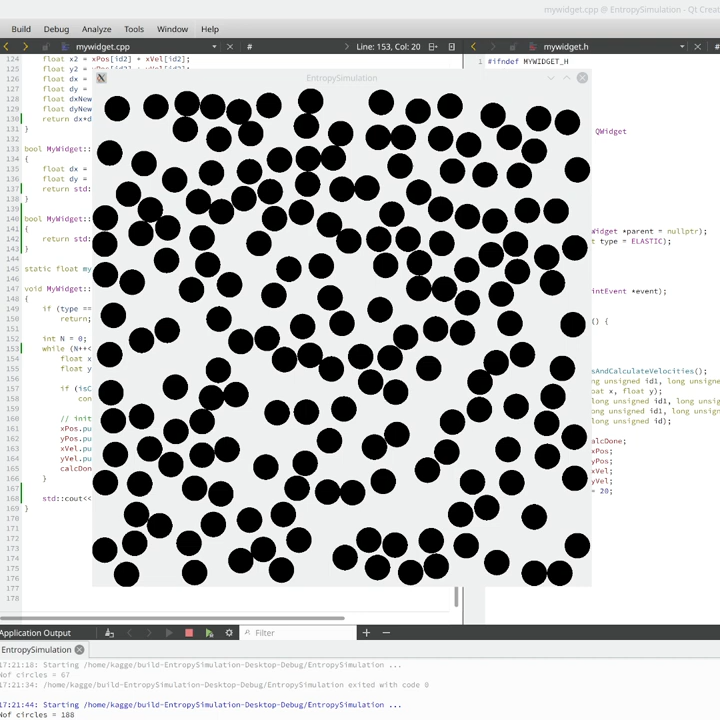 mywidget.cpp @ EntropySimulation - Qt Creat
Build Debug Analyze Tools Window Help
mywidget.cpp # Line: 153, Col: 20 mywidget.h #
124 float x2 = xPos[id2] + xVel[id2]; #ifndef MYWIDGET_H
125 float y2 = yPos[id2] + yVel[id2];
126 float dx =
EntropySimulation
127 float dy =
128 float dxNew
129 float dyNew
130 return dx*d
131 } QWidget
132
133 bool MyWidget::
134 {
135 float dx =
136 float dy =
137 return std:
138 }
139
140 bool MyWidget::
141 { Widget *parent = nullptr);
142 return std: t type = ELASTIC);
143 }
144
145 static float my
146
147 void MyWidget:: intEvent *event);
148 {
149 if (type ==
150 return; () {
151
152 int N = 0;
153 while (N++<
154 float x sAndCalculateVelocities();
155 float y ng unsigned id1, long unsigned
156 oat x, float y);
157 if (isC long unsigned id1, long unsig
158 con long unsigned id1, long unsig
159 long unsigned id);
160 // init
161 xPos.pu alcDone;
162 yPos.pu xPos;
163 xVel.pu yPos;
164 yVel.pu xVel;
165 calcDon yVel;
166 } = 20;
167
168 std::cout<<
169 }
170
171
172
173
174
175
176
177
178
Application Output Filter
EntropySimulation
17:21:18: Starting /home/kagge/build-EntropySimulation-Desktop-Debug/EntropySimulation ...
Nof circles = 67
17:21:34: /home/kagge/build-EntropySimulation-Desktop-Debug/EntropySimulation exited with code 0
17:21:44: Starting /home/kagge/build-EntropySimulation-Desktop-Debug/EntropySimulation ...
Nof circles = 188